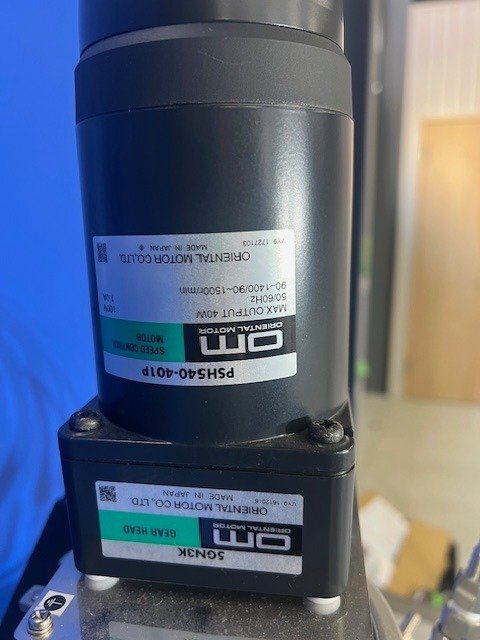 PSH540-401P
OM
ORIENTAL MOTOR
SPEED CONTROL
MOTOR
MAX OUTPUT 40W 100V
50/60Hz 1.0A
90~1400/90~1500r/min
ORIENTAL MOTOR CO., LTD.
MADE IN JAPAN
VY9 1727103
5GN3K
OM
ORIENTAL MOTOR
GEAR HEAD
ORIENTAL MOTOR CO., LTD.
MADE IN JAPAN
VY9 1612016